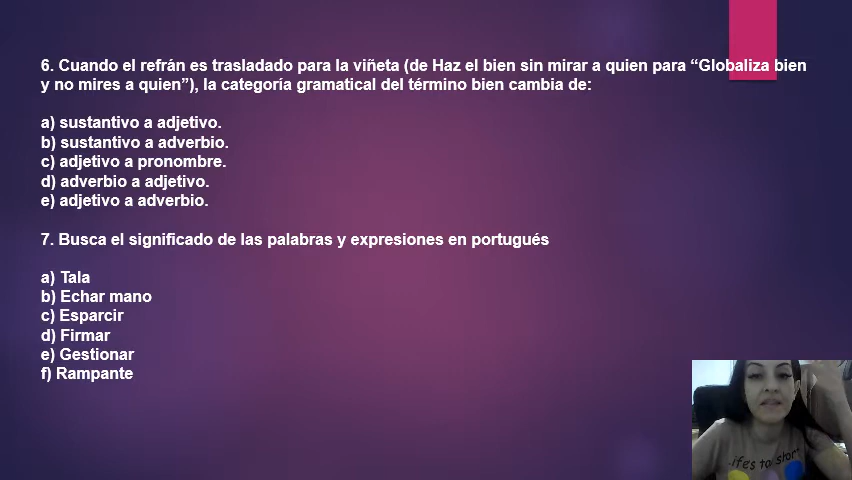 6. Cuando el refrán es trasladado para la viñeta (de Haz el bien sin mirar a quien para “Globaliza bien
y no mires a quien”), la categoría gramatical del término bien cambia de:
a) sustantivo a adjetivo.
b) sustantivo a adverbio.
c) adjetivo a pronombre.
d) adverbio a adjetivo.
e) adjetivo a adverbio.
7. Busca el significado de las palabras y expresiones en portugués
a) Tala
b) Echar mano
c) Esparcir
d) Firmar
e) Gestionar
f) Rampante
life's too short